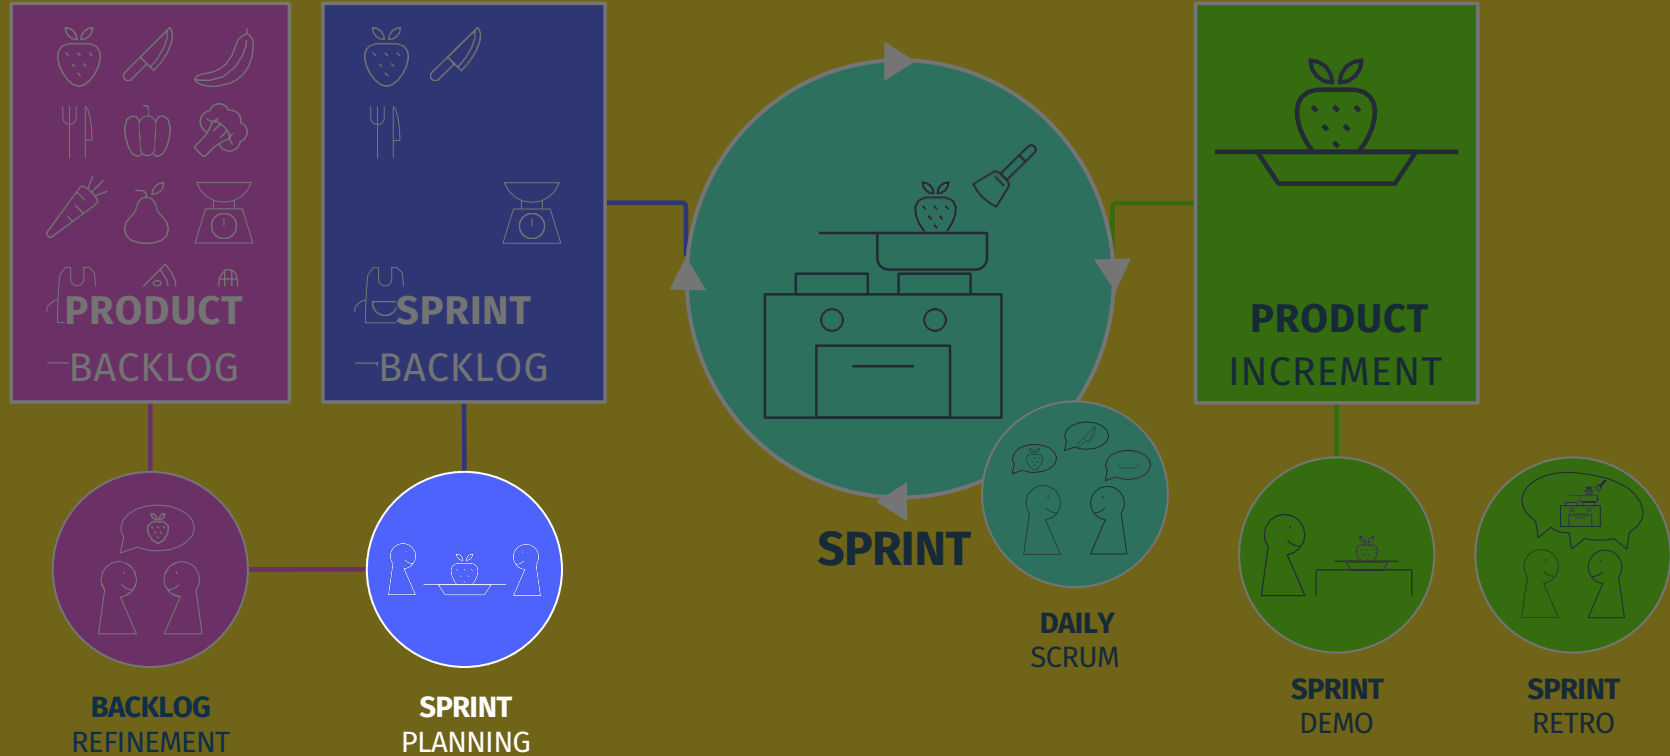 PRODUCT
BACKLOG
SPRINT
BACKLOG
PRODUCT
INCREMENT
SPRINT
DAILY
SCRUM
BACKLOG
REFINEMENT
SPRINT
PLANNING
SPRINT
DEMO
SPRINT
RETRO